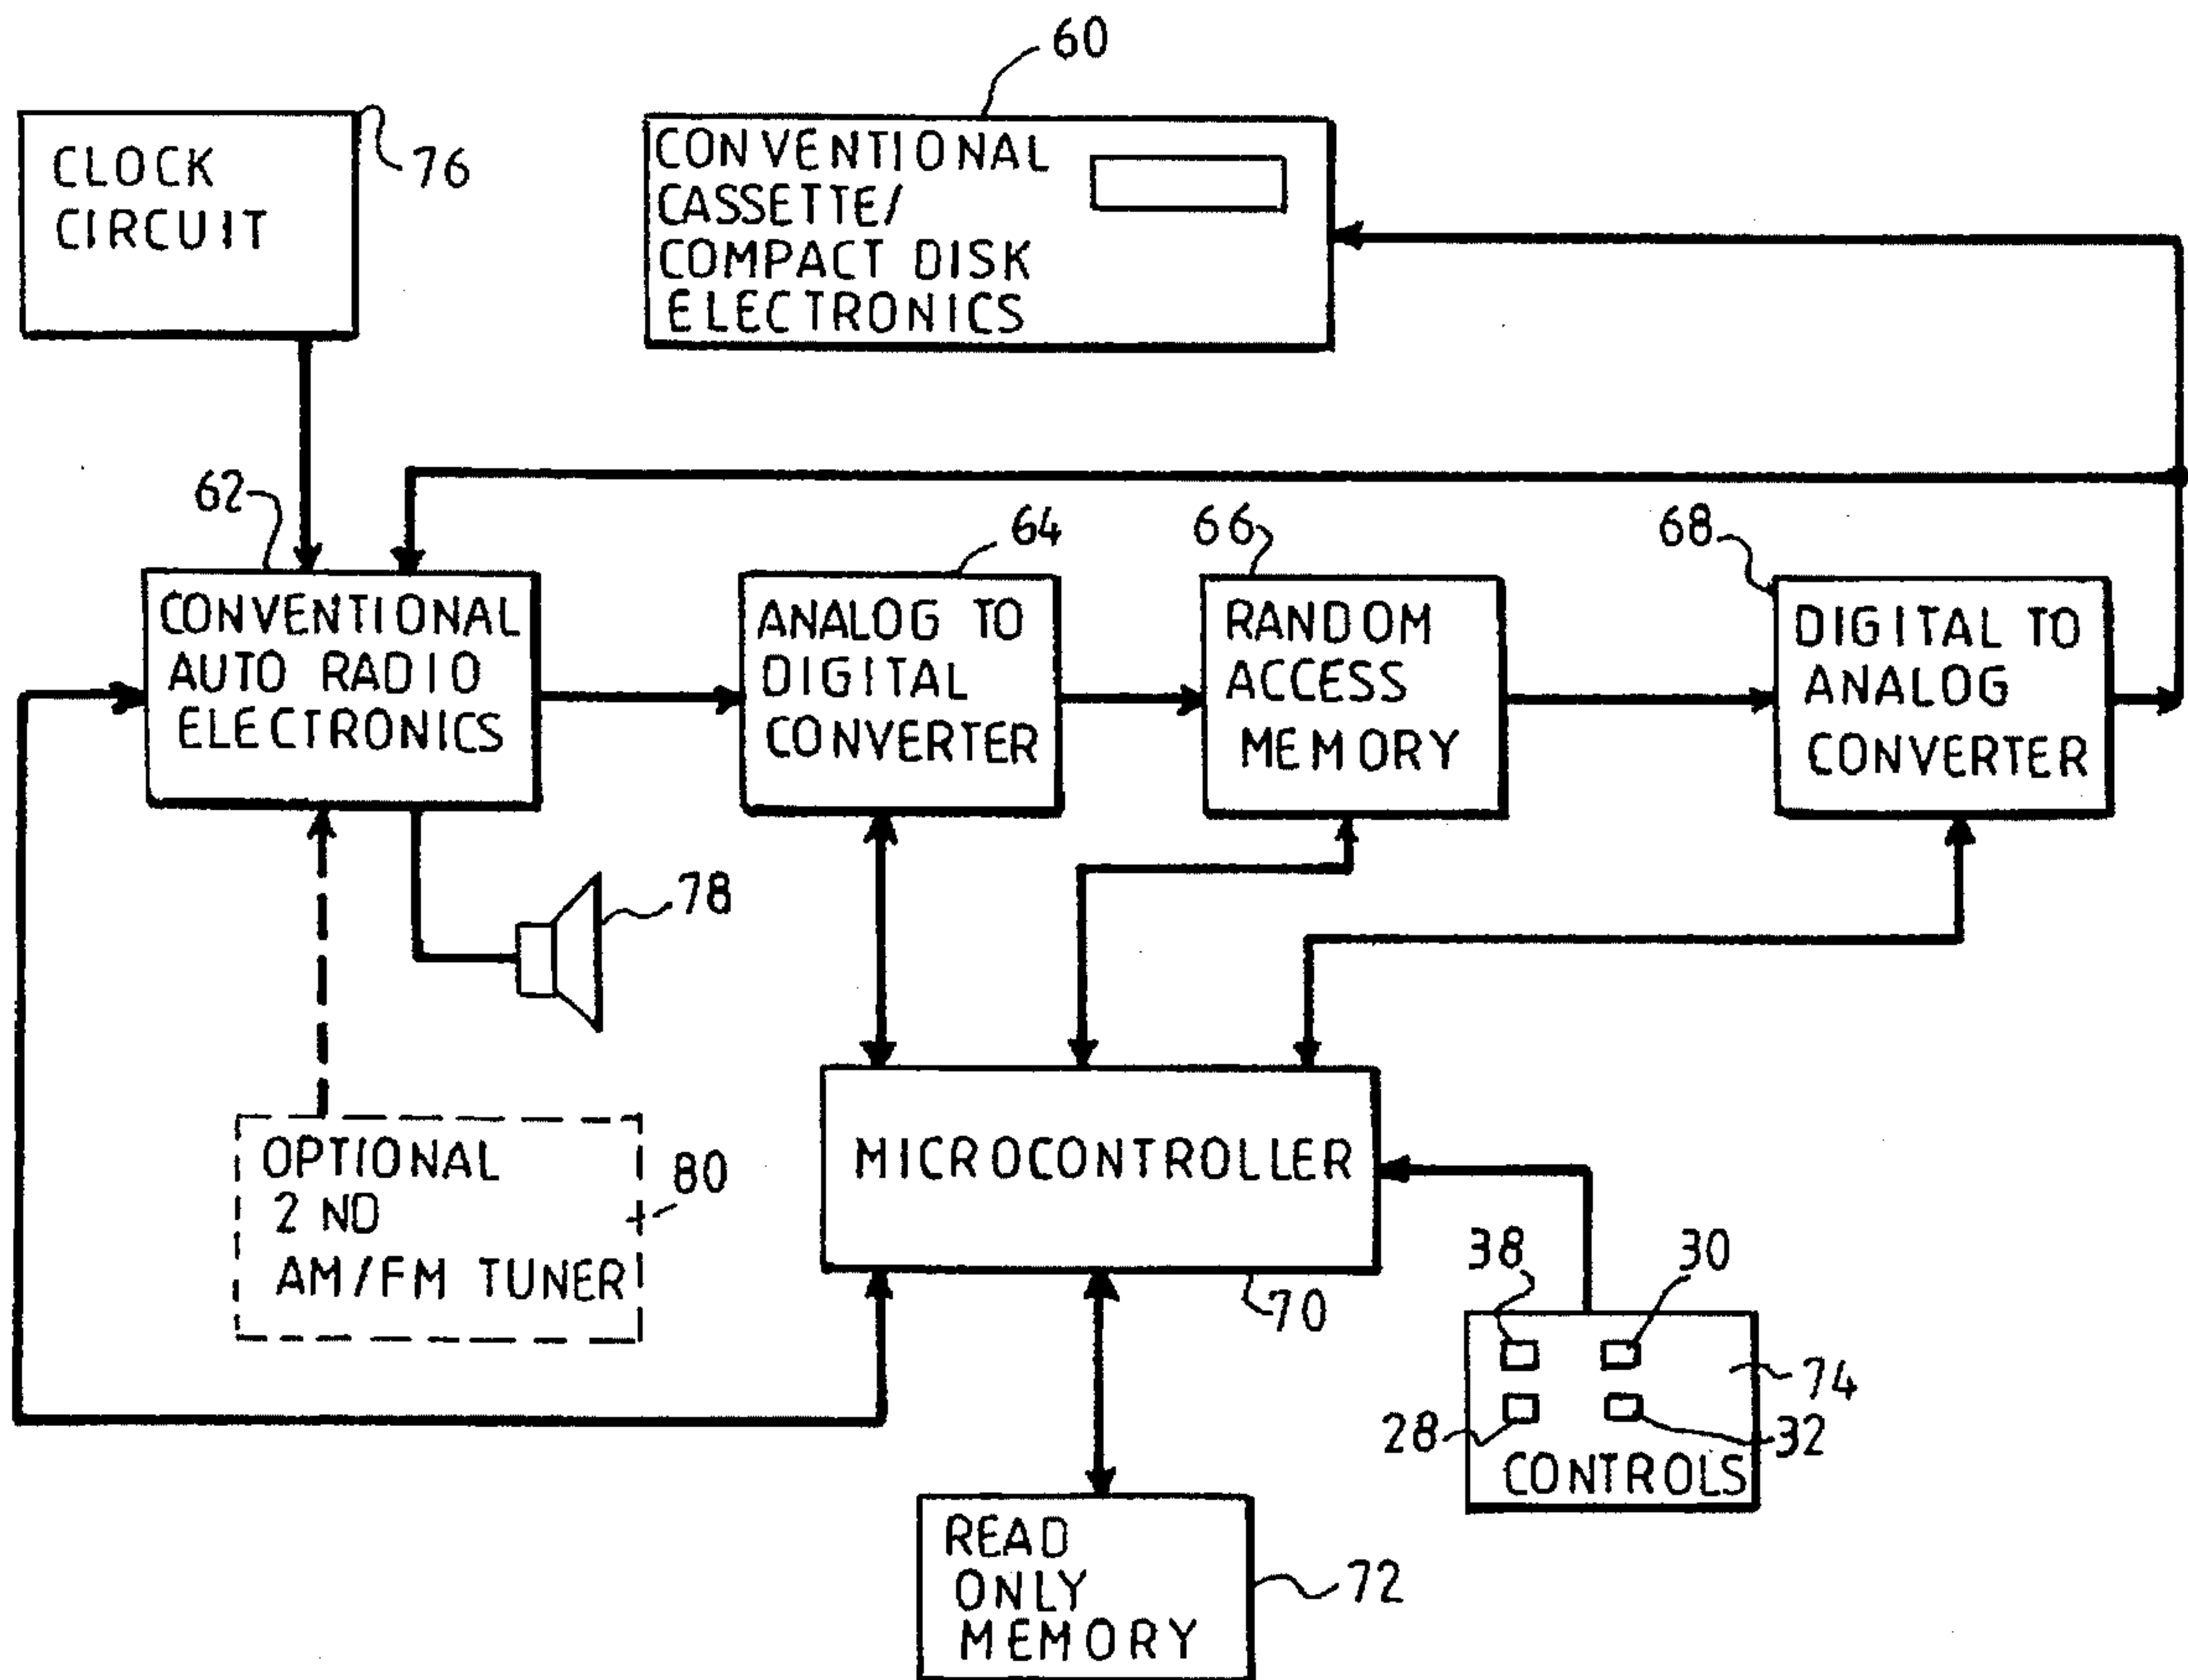 60
CLOCK
CIRCUIT
76
CONVENTIONAL
CASSETTE/
COMPACT DISK
ELECTRONICS
62
64
66
68
CONVENTIONAL
AUTO RADIO
ELECTRONICS
ANALOG TO
DIGITAL
CONVERTER
RANDOM
ACCESS
MEMORY
DIGITAL TO
ANALOG
CONVERTER
78
OPTIONAL
2 ND
AM/FM TUNER
80
MICROCONTROLLER
70
38
30
74
28
32
CONTROLS
READ
ONLY
MEMORY
72